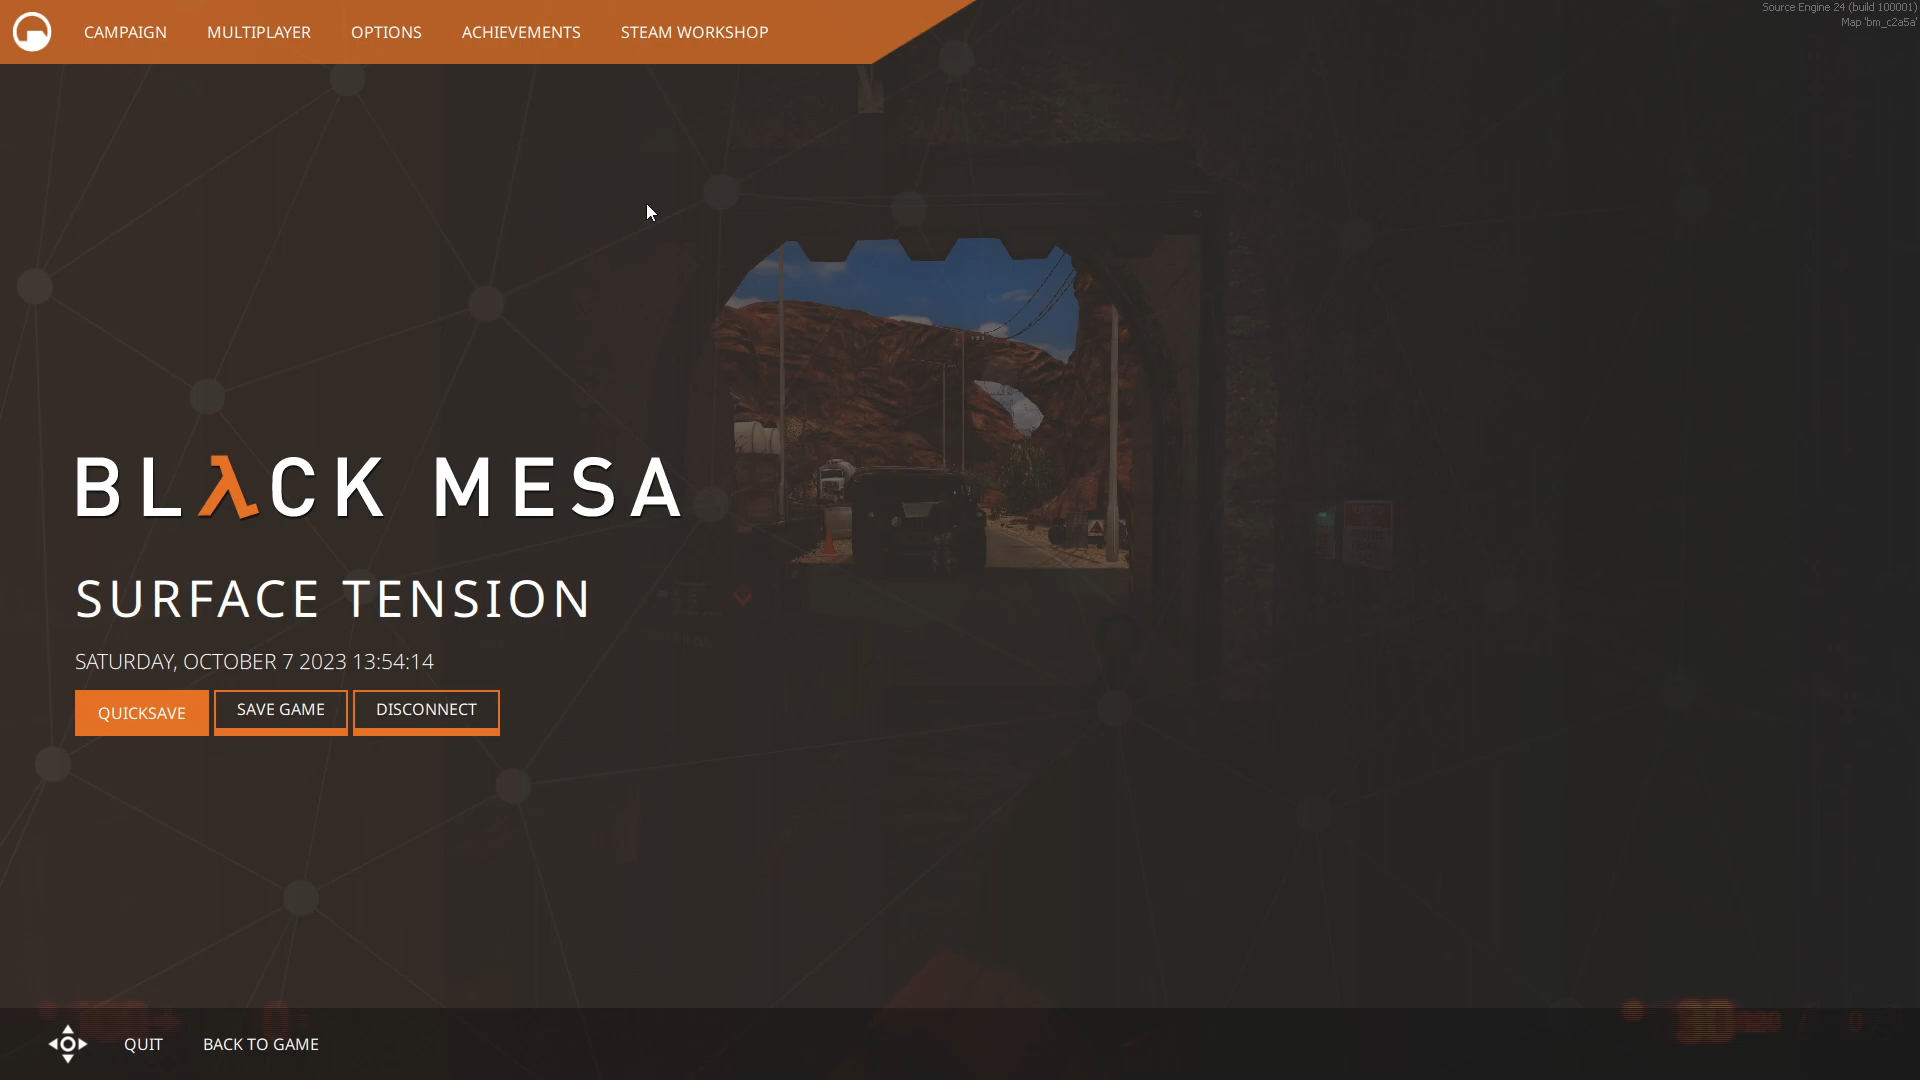 CAMPAIGN MULTIPLAYER OPTIONS ACHIEVEMENTS STEAM WORKSHOP
Source Engine 24 (build 100001)
Map 'bm_c2a5a'
BLλCK MESA
SURFACE TENSION
SATURDAY, OCTOBER 7 2023 13:54:14
QUICKSAVE SAVE GAME DISCONNECT
QUIT BACK TO GAME